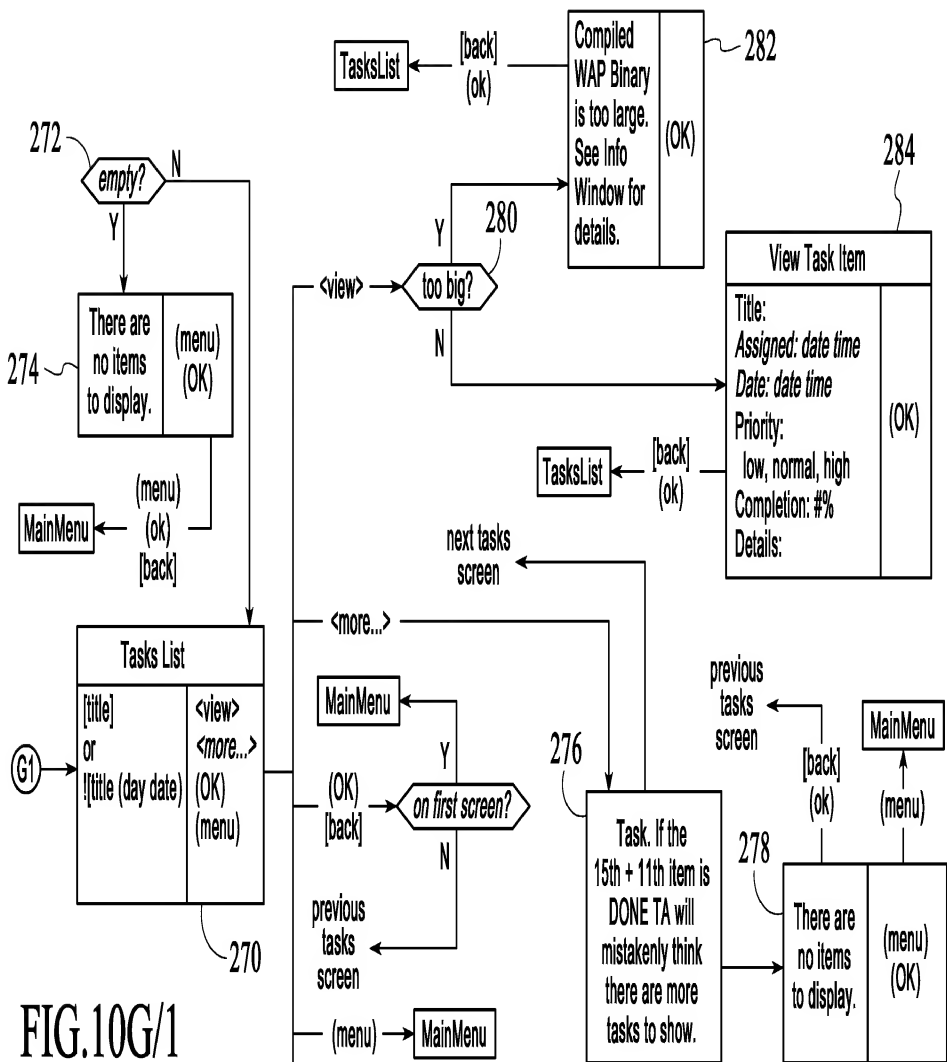 272
empty?
N
Y
There are
no items
to display.
(menu)
(OK)
274
(menu)
(ok)
[back]
MainMenu
TasksList
[back]
(ok)
Compiled
WAP Binary
is too large.
See Info
Window for
details.
(OK)
282
<view>
too big?
280
Y
N
284
View Task Item
Title:
Assigned: date time
Date: date time
Priority:
low, normal, high
Completion: #%
Details:
(OK)
TasksList
[back]
(ok)
next tasks
screen
<more...>
G1
Tasks List
[title]
or
![title (day date)
<view>
<more...>
(OK)
(menu)
270
MainMenu
Y
(OK)
[back]
on first screen?
N
previous
tasks
screen
(menu)
MainMenu
276
Task. If the
15th + 11th item is
DONE TA will
mistakenly think
there are more
tasks to show.
previous
tasks
screen
[back]
(ok)
MainMenu
(menu)
278
There are
no items
to display.
(menu)
(OK)
FIG.10G/1